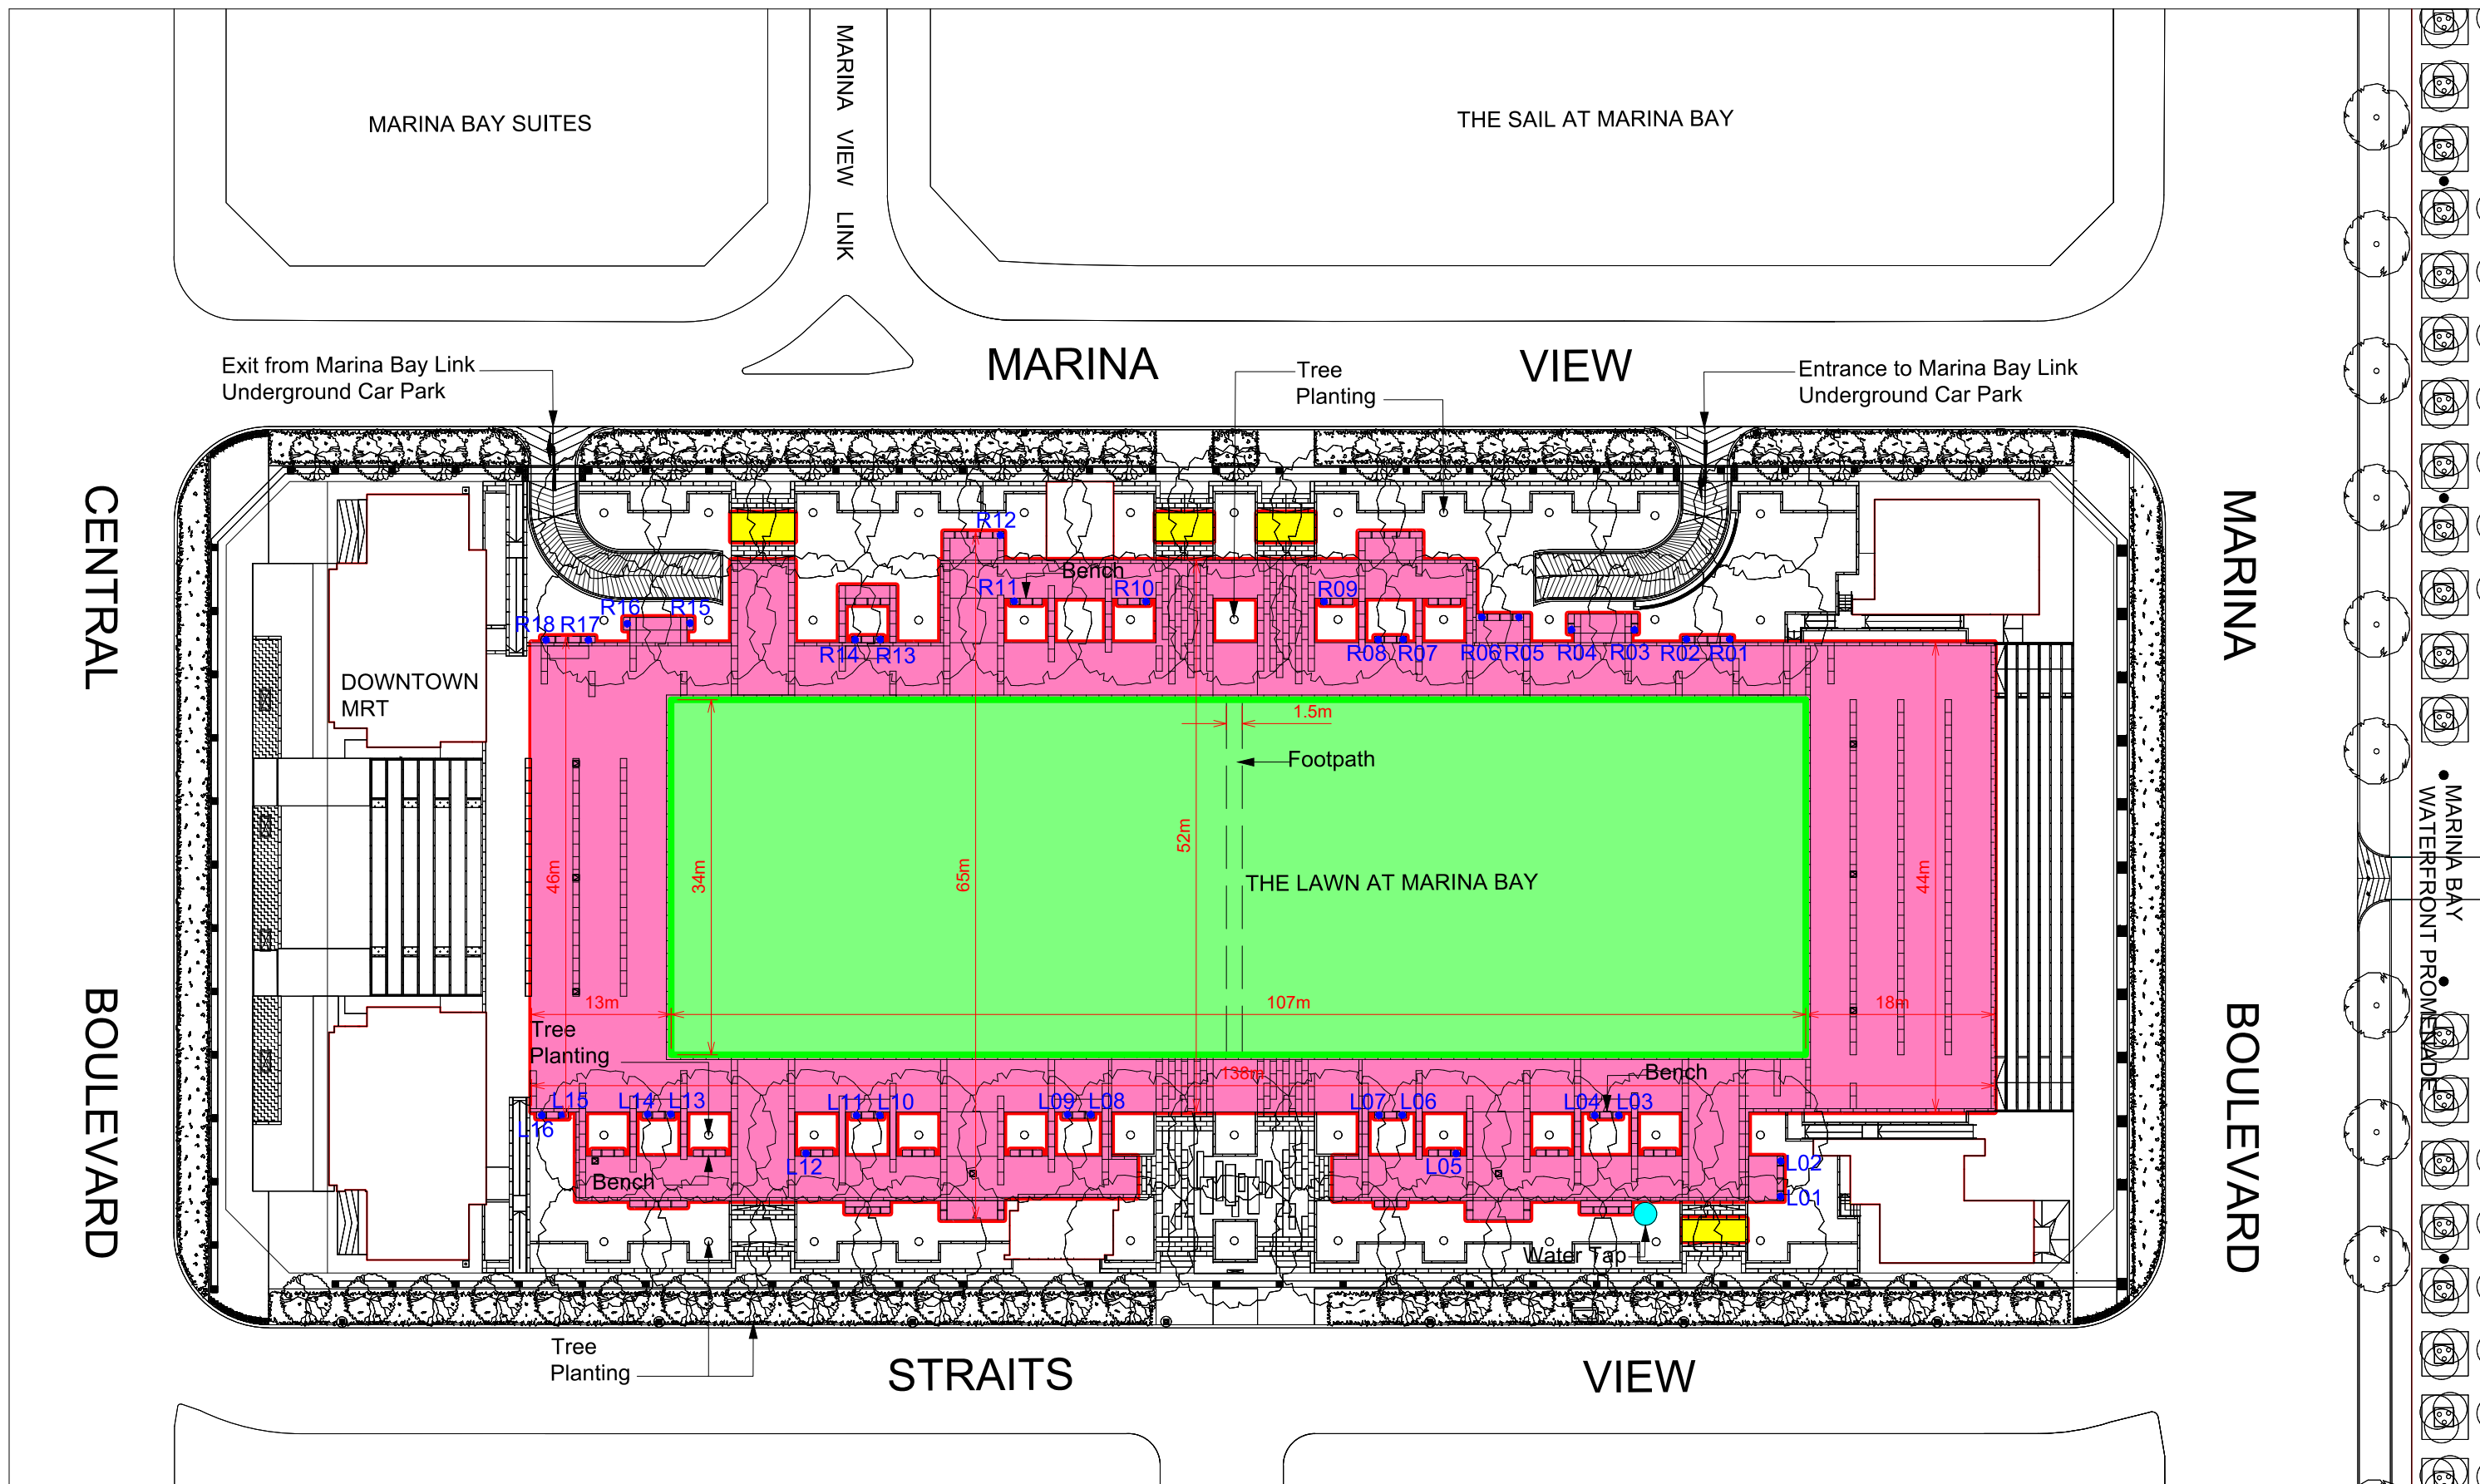 MARINA VIEW LINK
MARINA BAY SUITES
THE SAIL AT MARINA BAY
Exit from Marina Bay Link
Underground Car Park
MARINA VIEW
Tree
Planting
Entrance to Marina Bay Link
Underground Car Park
CENTRAL BOULEVARD
MARINA BOULEVARD
MARINA BAY
WATERFRONT PROMENADE
R12
Bench
R11
R10
R09
R18
R17
R16
R15
R14
R13
R08
R07
R06
R05
R04
R03
R02
R01
DOWNTOWN
MRT
1.5m
Footpath
46m
34m
65m
52m
THE LAWN AT MARINA BAY
44m
13m
107m
18m
Tree
Planting
138m
Bench
L16
L15
L14
L13
L11
L10
L09
L08
L07
L06
L04
L03
L12
L05
L02
L01
Bench
Water Tap
Tree
Planting
STRAITS VIEW